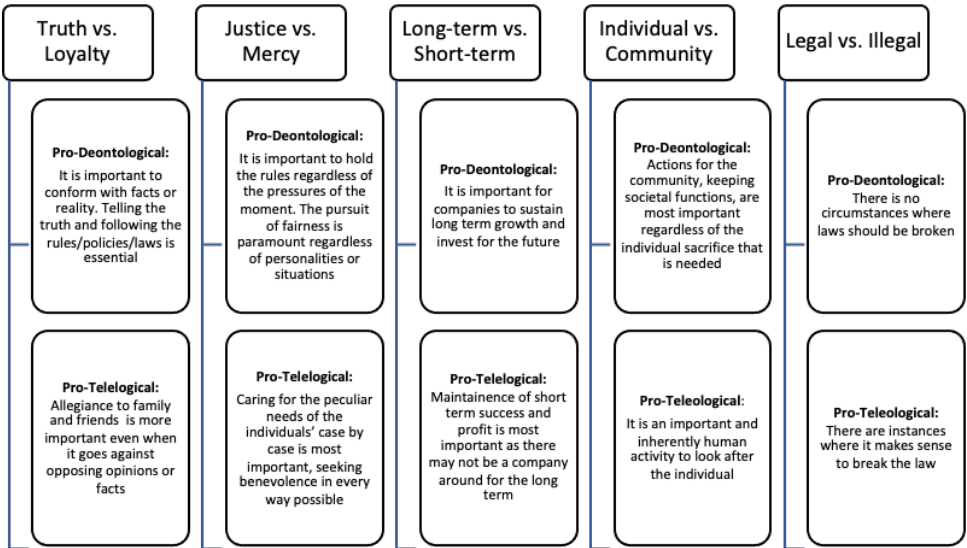 Truth vs.
Loyalty
Pro-Deontological:
It is important to
conform with facts or
reality. Telling the
truth and following the
rules/policies/laws is
essential
Pro-Telelogical:
Allegiance to family
and friends is more
important even when
it goes against
opposing opinions or
facts
Justice vs.
Mercy
Pro-Deontological:
It is important to hold
the rules regardless of
the pressures of the
moment. The pursuit
of fairness is
paramount regardless
of personalities or
situations
Pro-Telelogical:
Caring for the peculiar
needs of the
individuals' case by
case is most
important, seeking
benevolence in every
way possible
Long-term vs.
Short-term
Pro-Deontological:
It is important for
companies to sustain
long term growth and
invest for the future
Pro-Telelogical:
Maintainence of short
term success and
profit is most
important as there
may not be a company
around for the long
term
Individual vs.
Community
Pro-Deontological:
Actions for the
community, keeping
societal functions, are
most important
regardless of the
individual sacrifice that
is needed
Pro-Teleological:
It is an important and
inherently human
activity to look after
the individual
Legal vs. Illegal
Pro-Deontological:
There is no
circumstances where
laws should be broken
Pro-Teleological:
There are instances
where it makes sense
to break the law